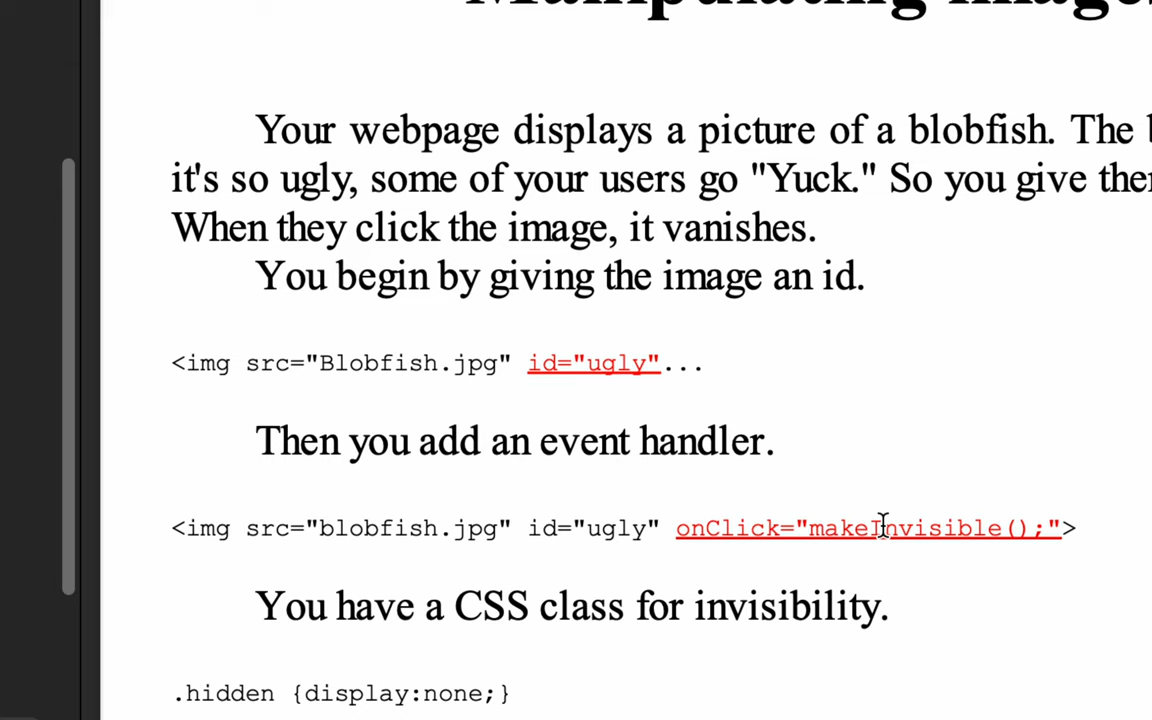 Manipulating Images
Your webpage displays a picture of a blobfish. The
it's so ugly, some of your users go "Yuck." So you give
When they click the image, it vanishes.
You begin by giving the image an id.
<img src="Blobfish.jpg" id="ugly"...
Then you add an event handler.
<img src="blobfish.jpg" id="ugly" onClick="makeInvisible();">
You have a CSS class for invisibility.
.hidden {display:none;}